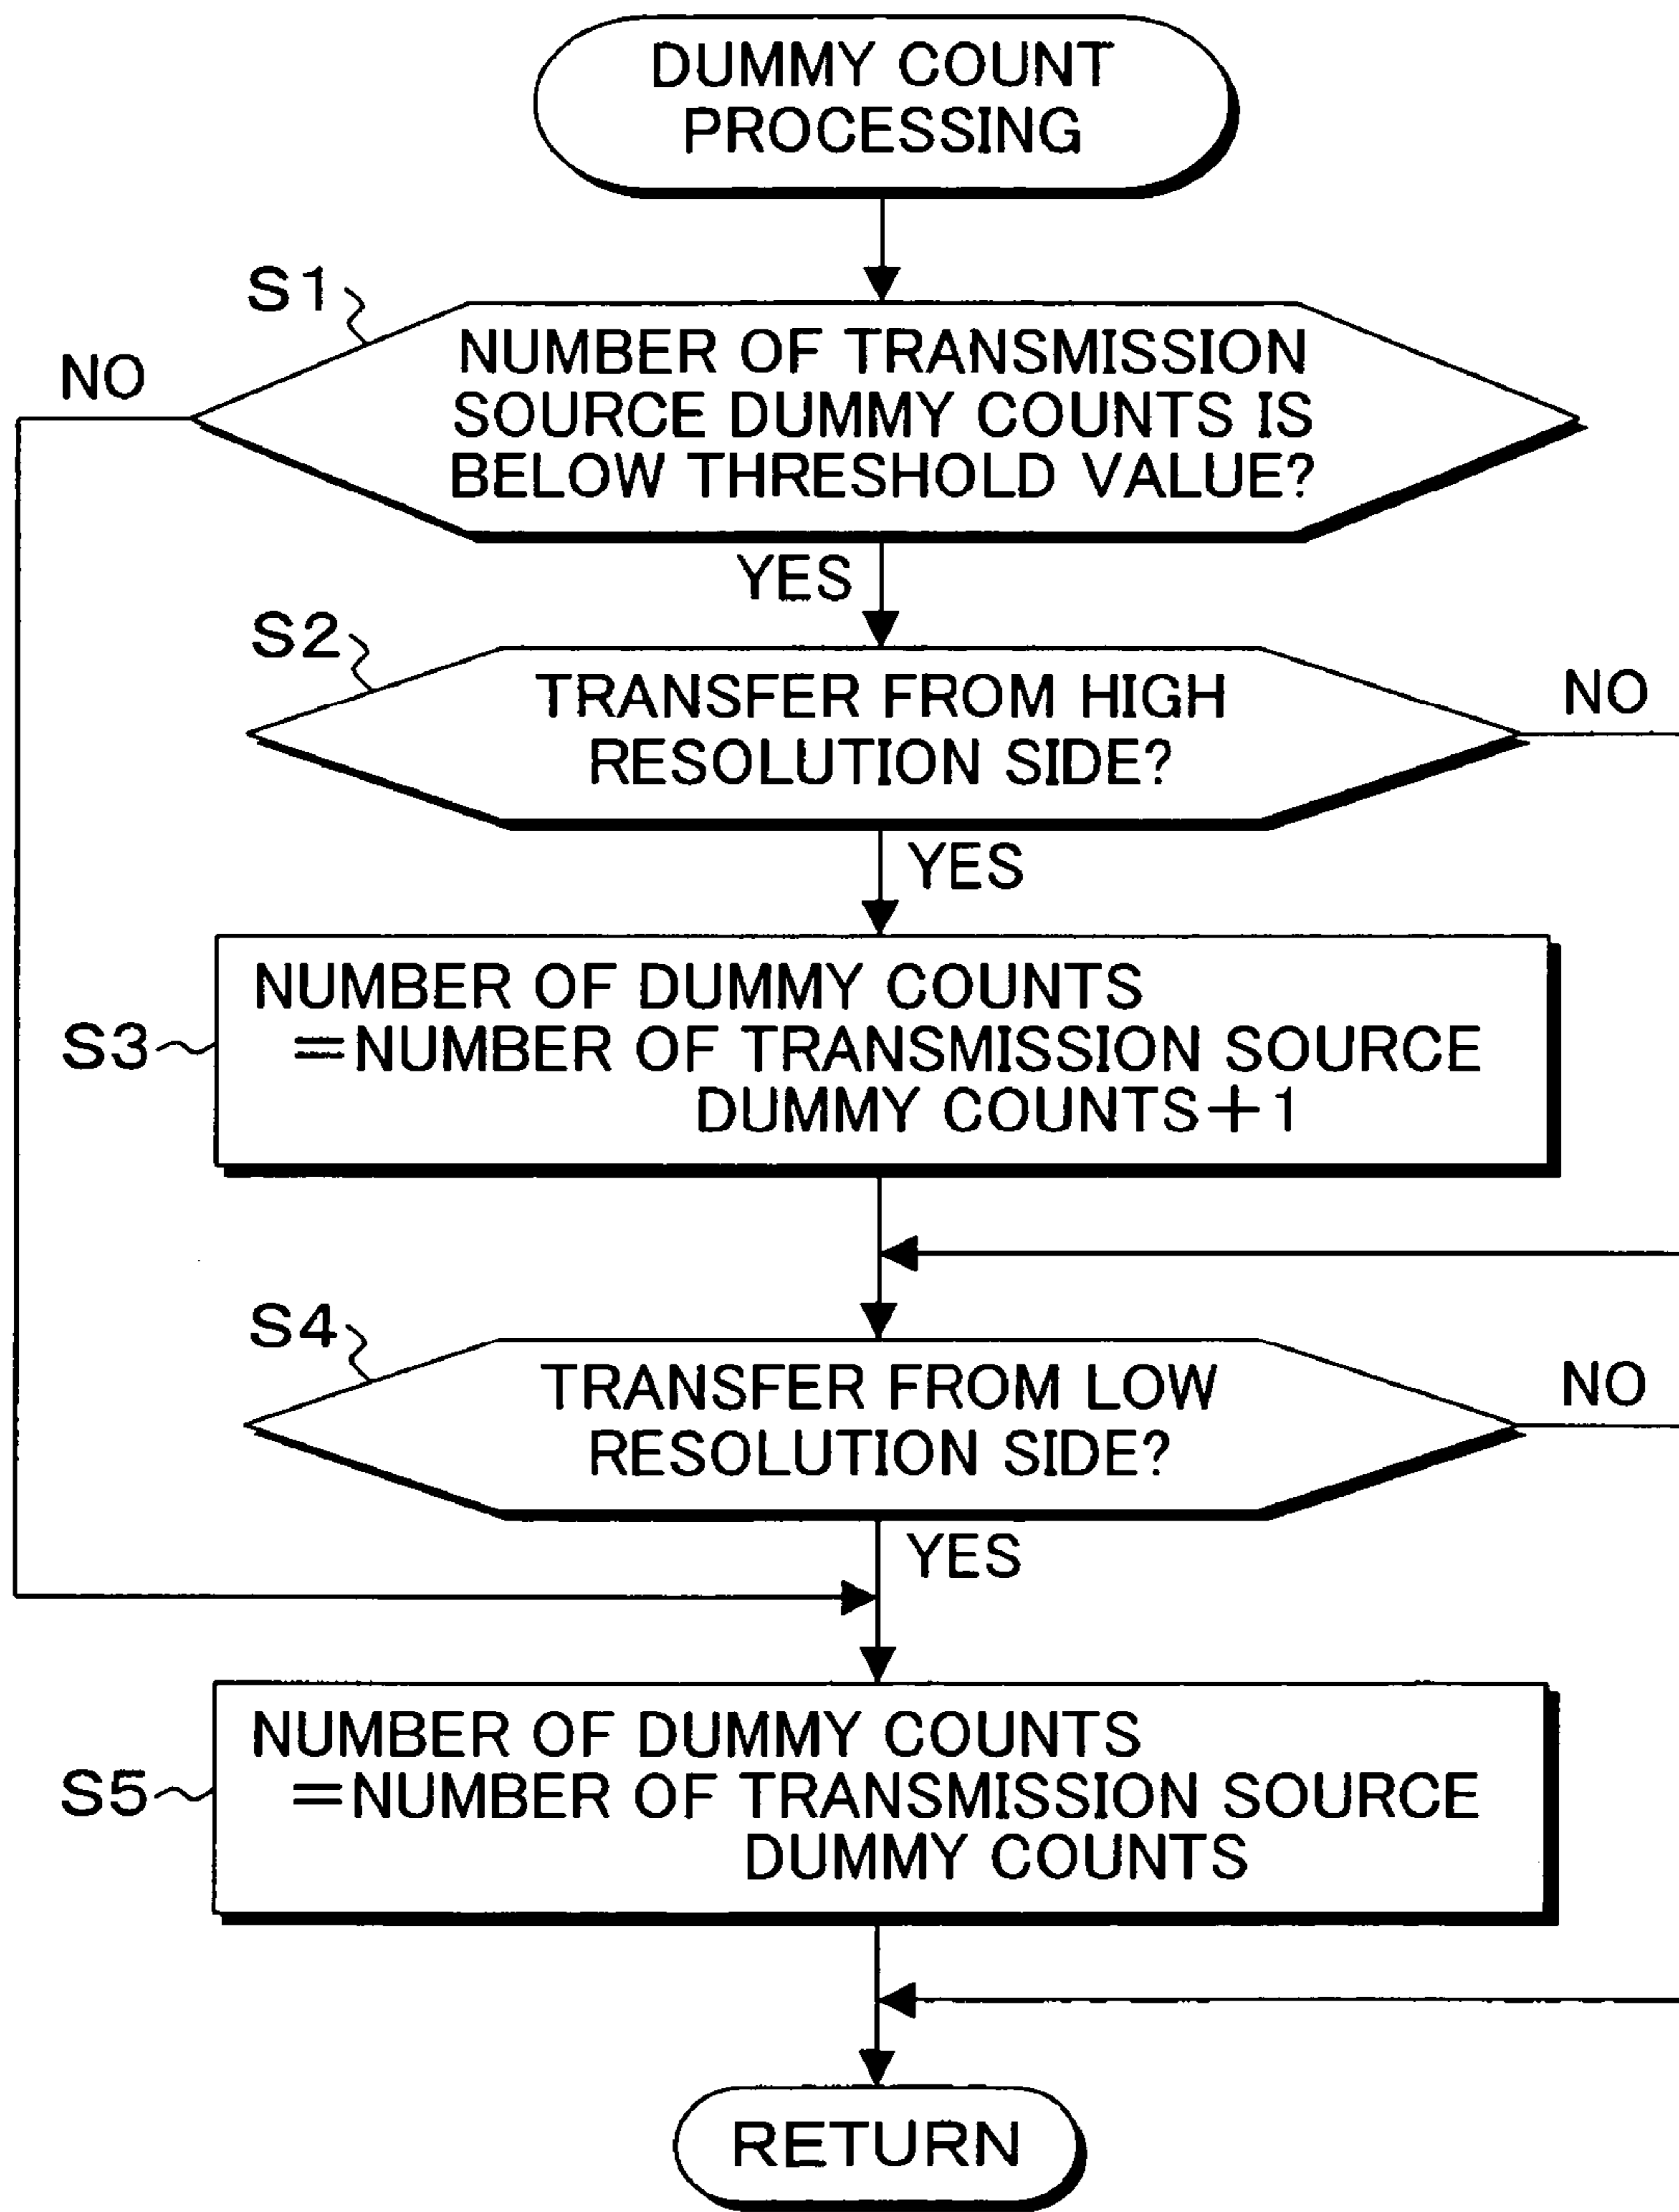 DUMMY COUNT
PROCESSING
S1
NO
NUMBER OF TRANSMISSION
SOURCE DUMMY COUNTS IS
BELOW THRESHOLD VALUE?
YES
S2
TRANSFER FROM HIGH
RESOLUTION SIDE?
NO
YES
S3
NUMBER OF DUMMY COUNTS
=NUMBER OF TRANSMISSION SOURCE
DUMMY COUNTS+1
S4
TRANSFER FROM LOW
RESOLUTION SIDE?
NO
YES
S5
NUMBER OF DUMMY COUNTS
=NUMBER OF TRANSMISSION SOURCE
DUMMY COUNTS
RETURN